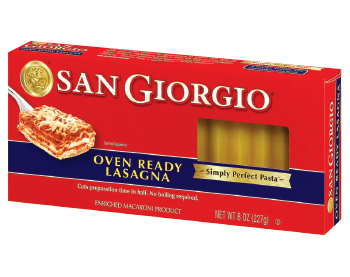 SAN GIORGIO®
OVEN READY
LASAGNA
Simply Perfect Pasta
Cuts preparation time in half. No boiling required.
ENRICHED MACARONI PRODUCT
NET WT 8 OZ (227g)